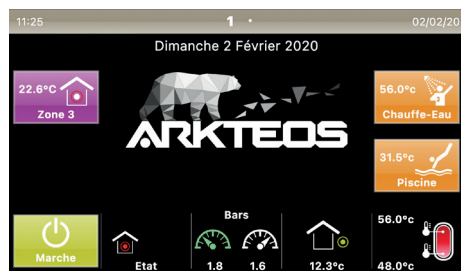 11:25 1 02/02/20
Dimanche 2 Février 2020
22.6°C
Zone 3
ARKTEOS
56.0°c
Chauffe-Eau
31.5°c
Piscine
Marche
Etat
Bars
1.8 1.6
12.3°c
56.0°c
48.0°c